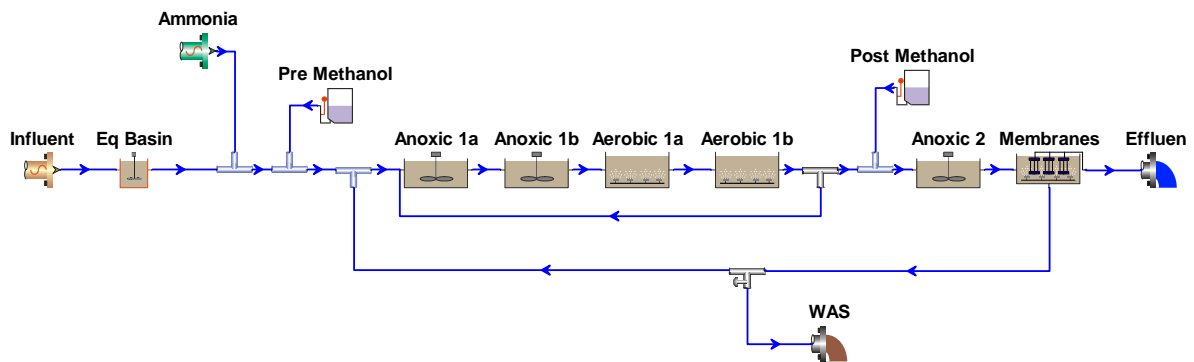 Ammonia
Pre Methanol
Post Methanol
Influent
Eq Basin
Anoxic 1a
Anoxic 1b
Aerobic 1a
Aerobic 1b
Anoxic 2
Membranes
Effluen
WAS